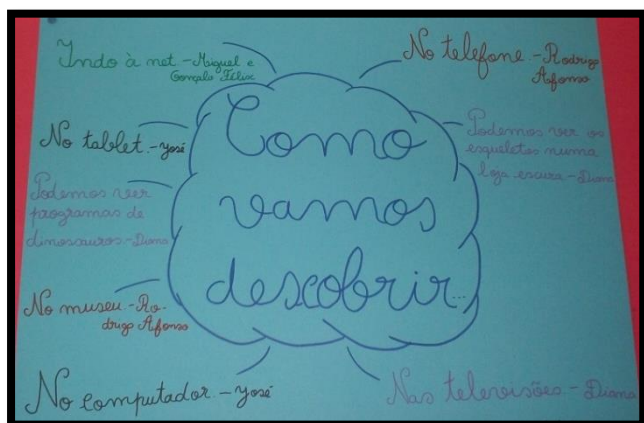 Indo à net - Miguel e
Gonçalo Félix
No telefone - Rodrigo
Afonso
Como
vamos
descobrir...
No tablet - José
Podemos ver os
esqueletos numa
loja escura - Diana
Podemos ver
programas de
dinossauros - Diana
No museu - Ro-
drigo Afonso
No computador - José
Nas televisões - Diana